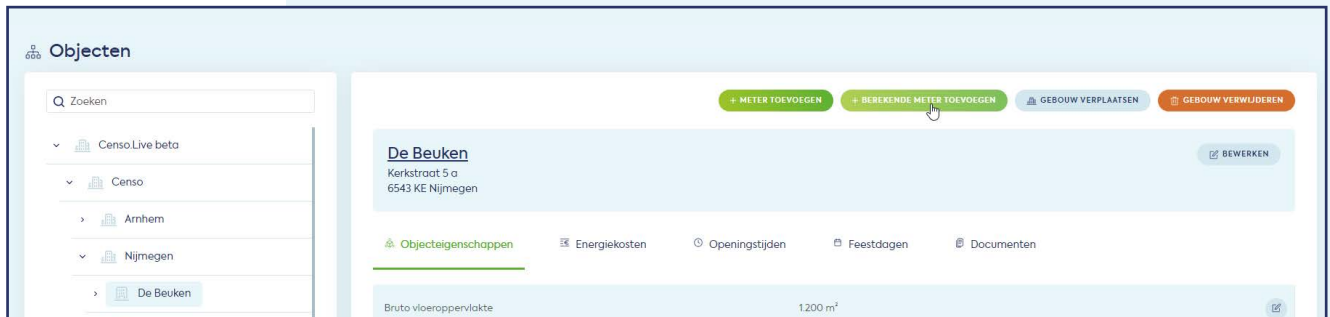 Objecten
Zoeken
Censo.Live beta
Censo
Arnhem
Nijmegen
De Beuken
+ METER TOEVOEGEN
+ BEREKENDE METER TOEVOEGEN
GEBOUW VERPLAATSEN
GEBOUW VERWIJDEREN
De Beuken
Kerkstraat 5 a
6543 KE Nijmegen
BEWERKEN
Objecteigenschappen
Energiekosten
Openingstijden
Feestdagen
Documenten
Bruto vloeroppervlakte
1.200 m²